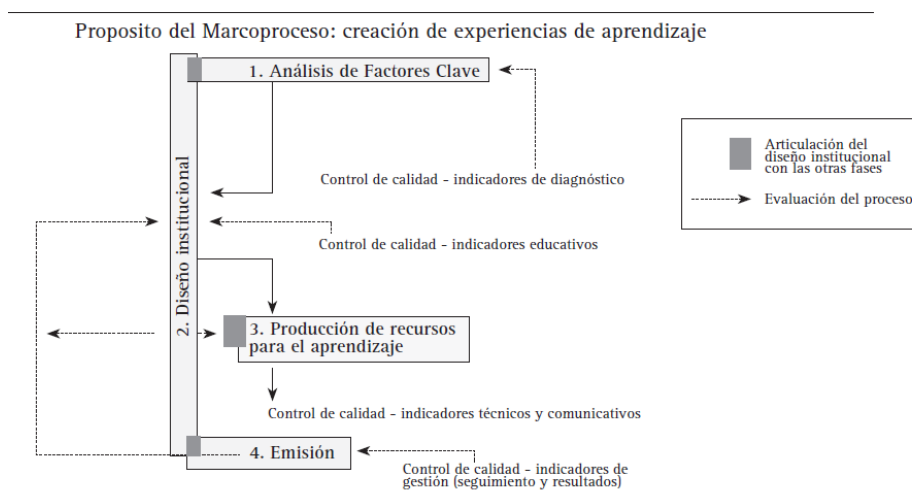 Proposito del Marcoproceso: creación de experiencias de aprendizaje
1. Análisis de Factores Clave
Articulación del
diseño institucional
con las otras fases
Evaluación del proceso
Control de calidad - indicadores de diagnóstico
2. Diseño institucional
Control de calidad - indicadores educativos
3. Producción de recursos
para el aprendizaje
Control de calidad - indicadores técnicos y comunicativos
4. Emisión
Control de calidad - indicadores de
gestión (seguimiento y resultados)